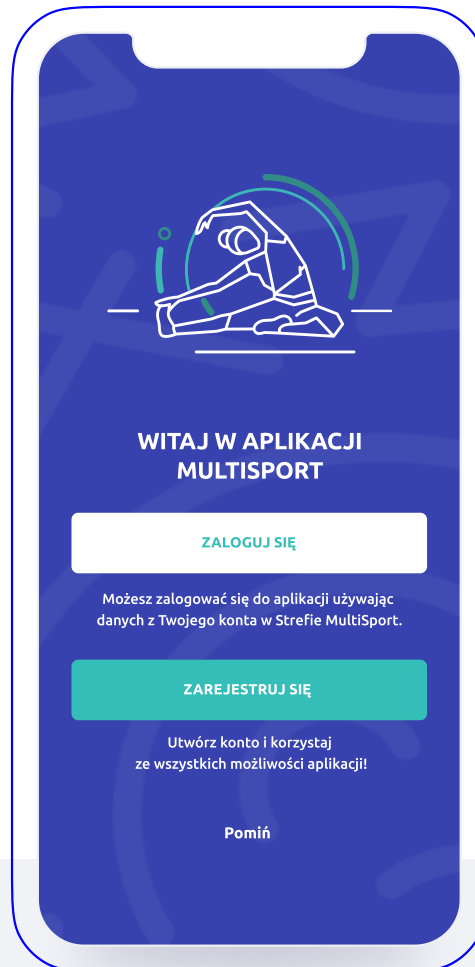 WITAJ W APLIKACJI
MULTISPORT
ZALOGUJ SIĘ
Możesz zalogować się do aplikacji używając
danych z Twojego konta w Strefie MultiSport.
ZAREJESTRUJ SIĘ
Utwórz konto i korzystaj
ze wszystkich możliwości aplikacji!
Pomiń